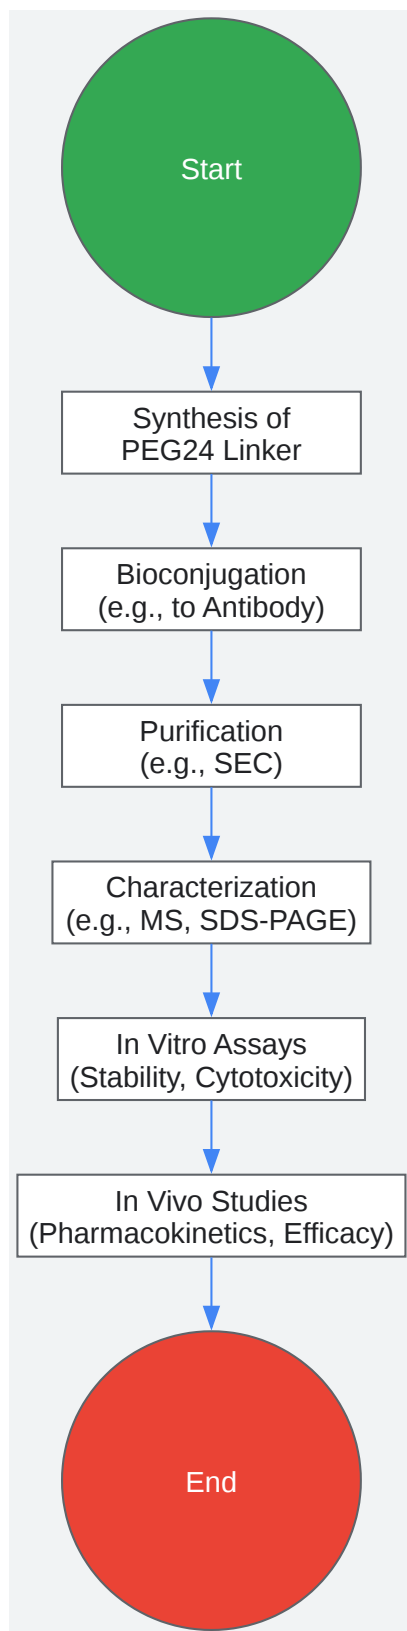 Start
Synthesis of
PEG24 Linker
Bioconjugation
(e.g., to Antibody)
Purification
(e.g., SEC)
Characterization
(e.g., MS, SDS-PAGE)
In Vitro Assays
(Stability, Cytotoxicity)
In Vivo Studies
(Pharmacokinetics, Efficacy)
End